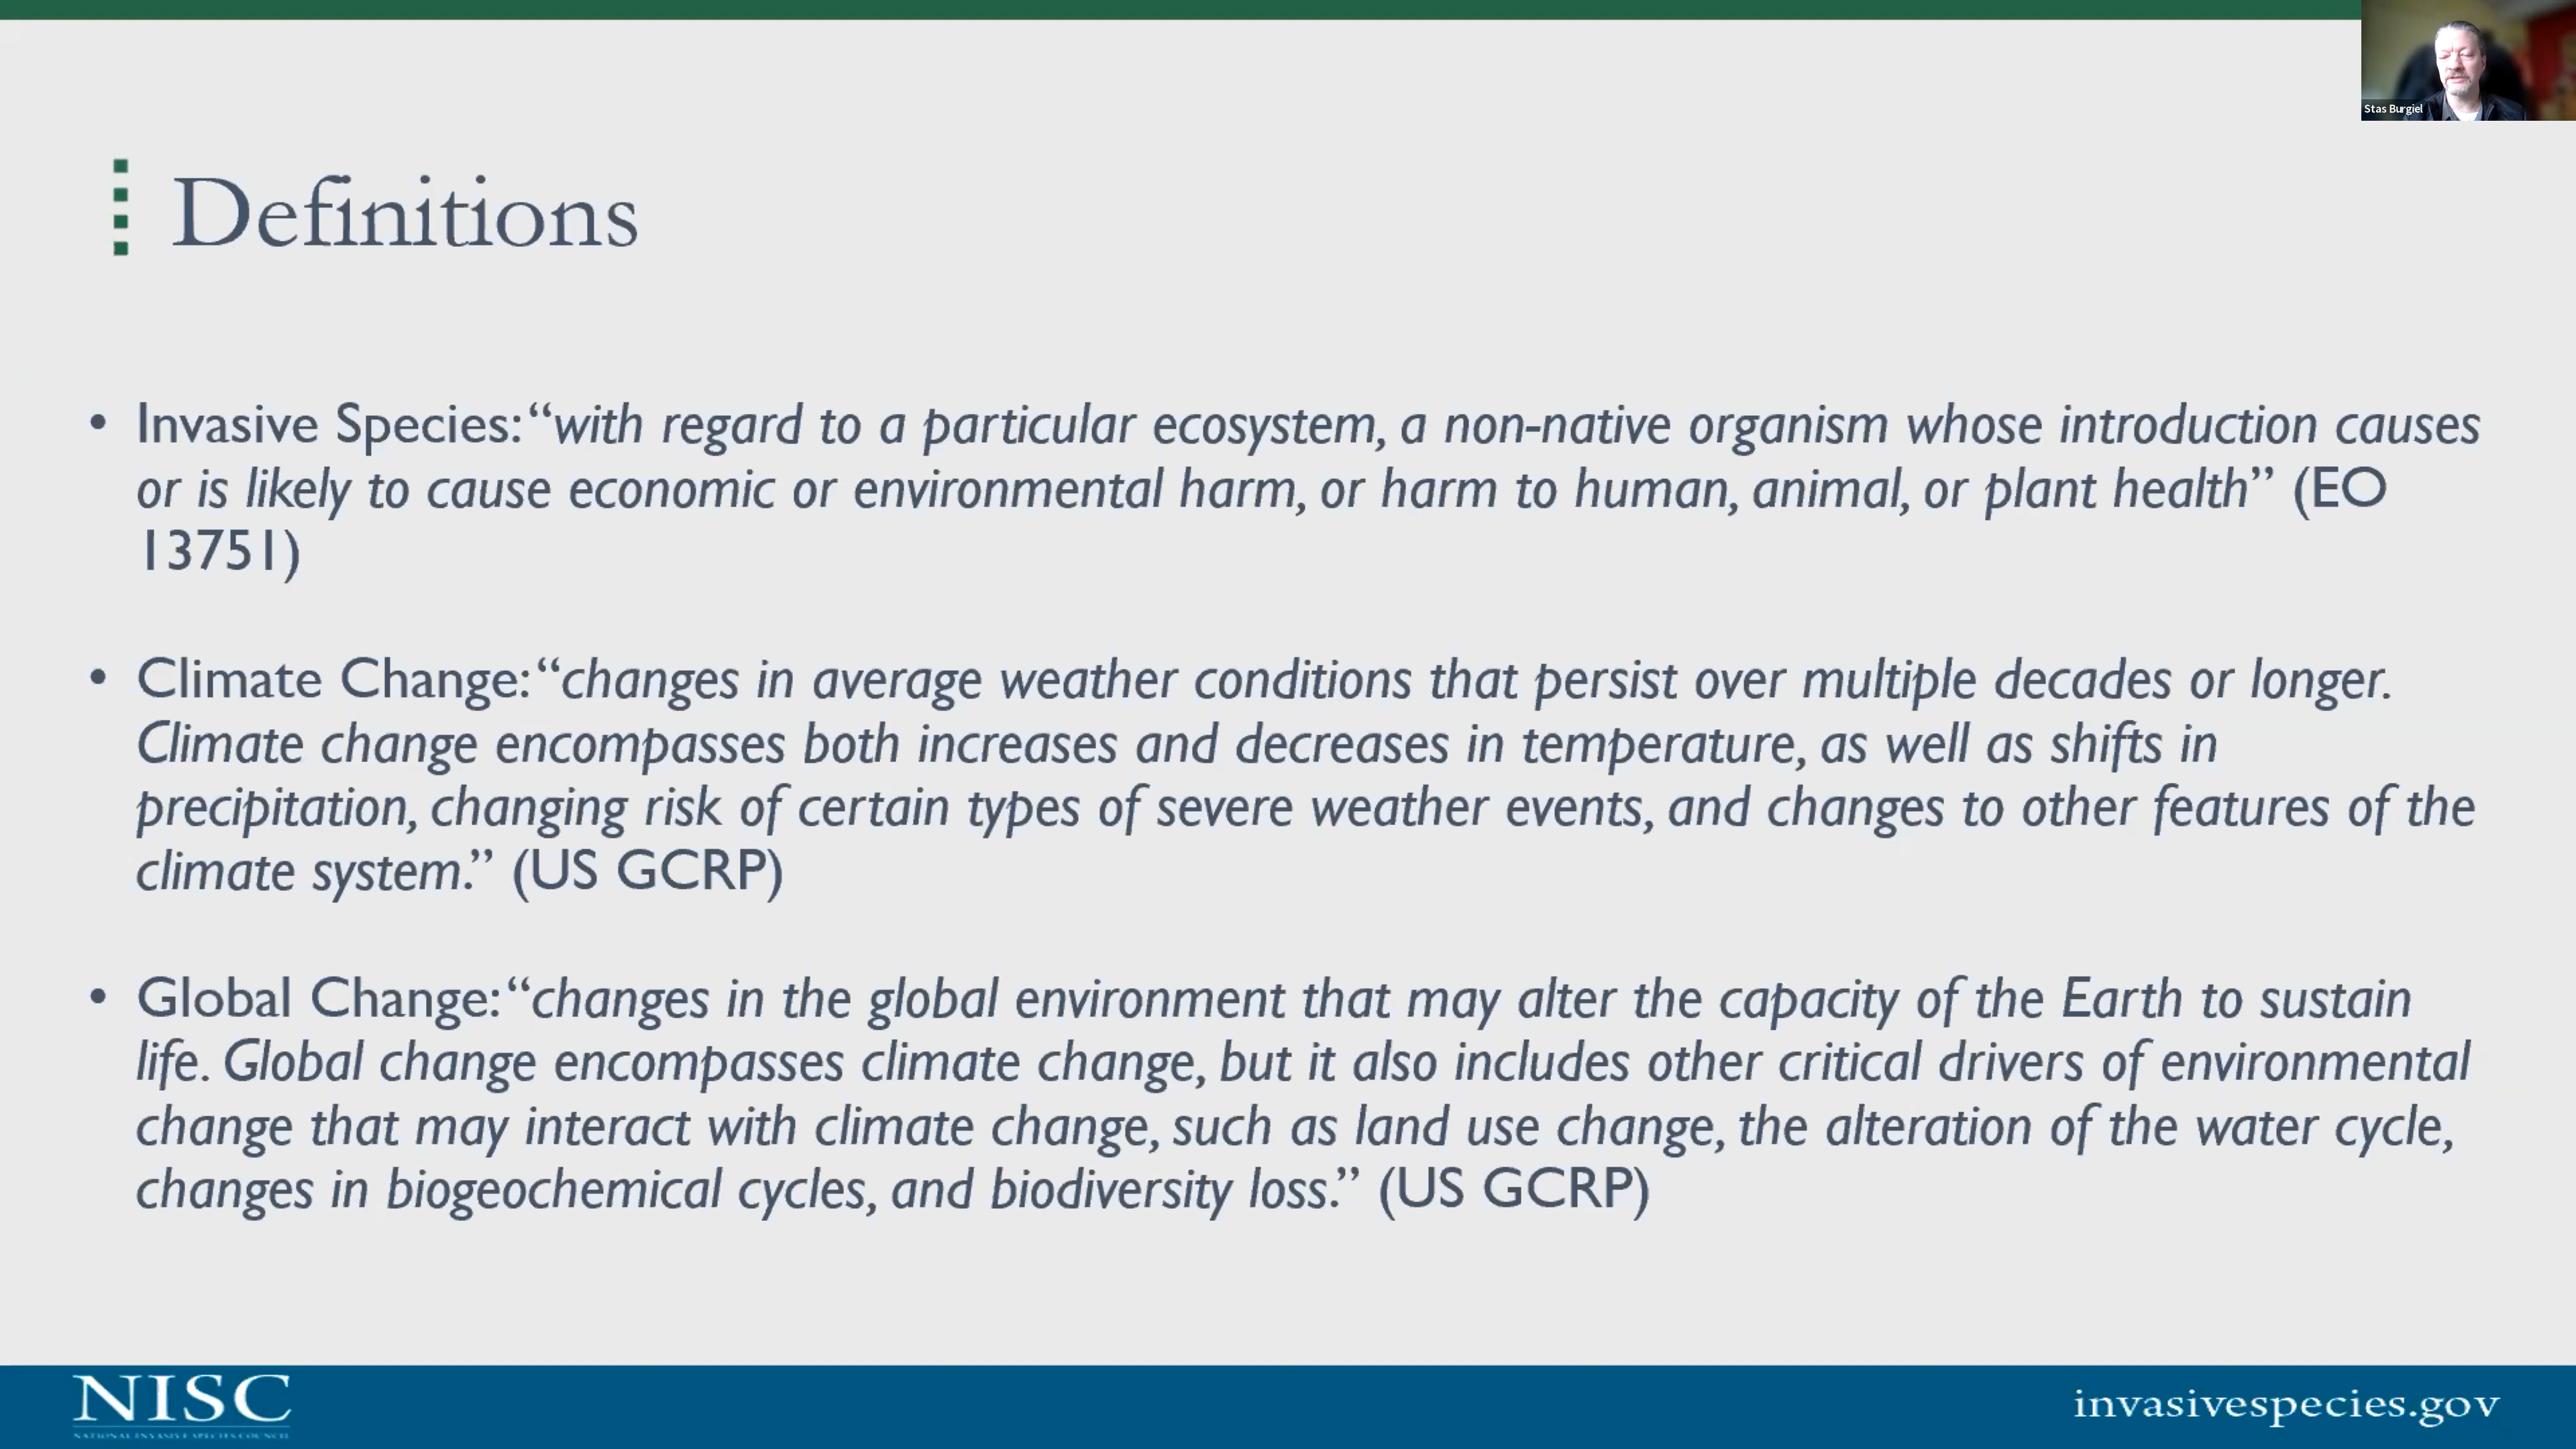 Stas Burgiel
Definitions
• Invasive Species: “with regard to a particular ecosystem, a non-native organism whose introduction causes
or is likely to cause economic or environmental harm, or harm to human, animal, or plant health” (EO
13751)
• Climate Change: “changes in average weather conditions that persist over multiple decades or longer.
Climate change encompasses both increases and decreases in temperature, as well as shifts in
precipitation, changing risk of certain types of severe weather events, and changes to other features of the
climate system.” (US GCRP)
• Global Change: “changes in the global environment that may alter the capacity of the Earth to sustain
life. Global change encompasses climate change, but it also includes other critical drivers of environmental
change that may interact with climate change, such as land use change, the alteration of the water cycle,
changes in biogeochemical cycles, and biodiversity loss.” (US GCRP)
NISC
NATIONAL INVASIVE SPECIES COUNCIL
invasivespecies.gov